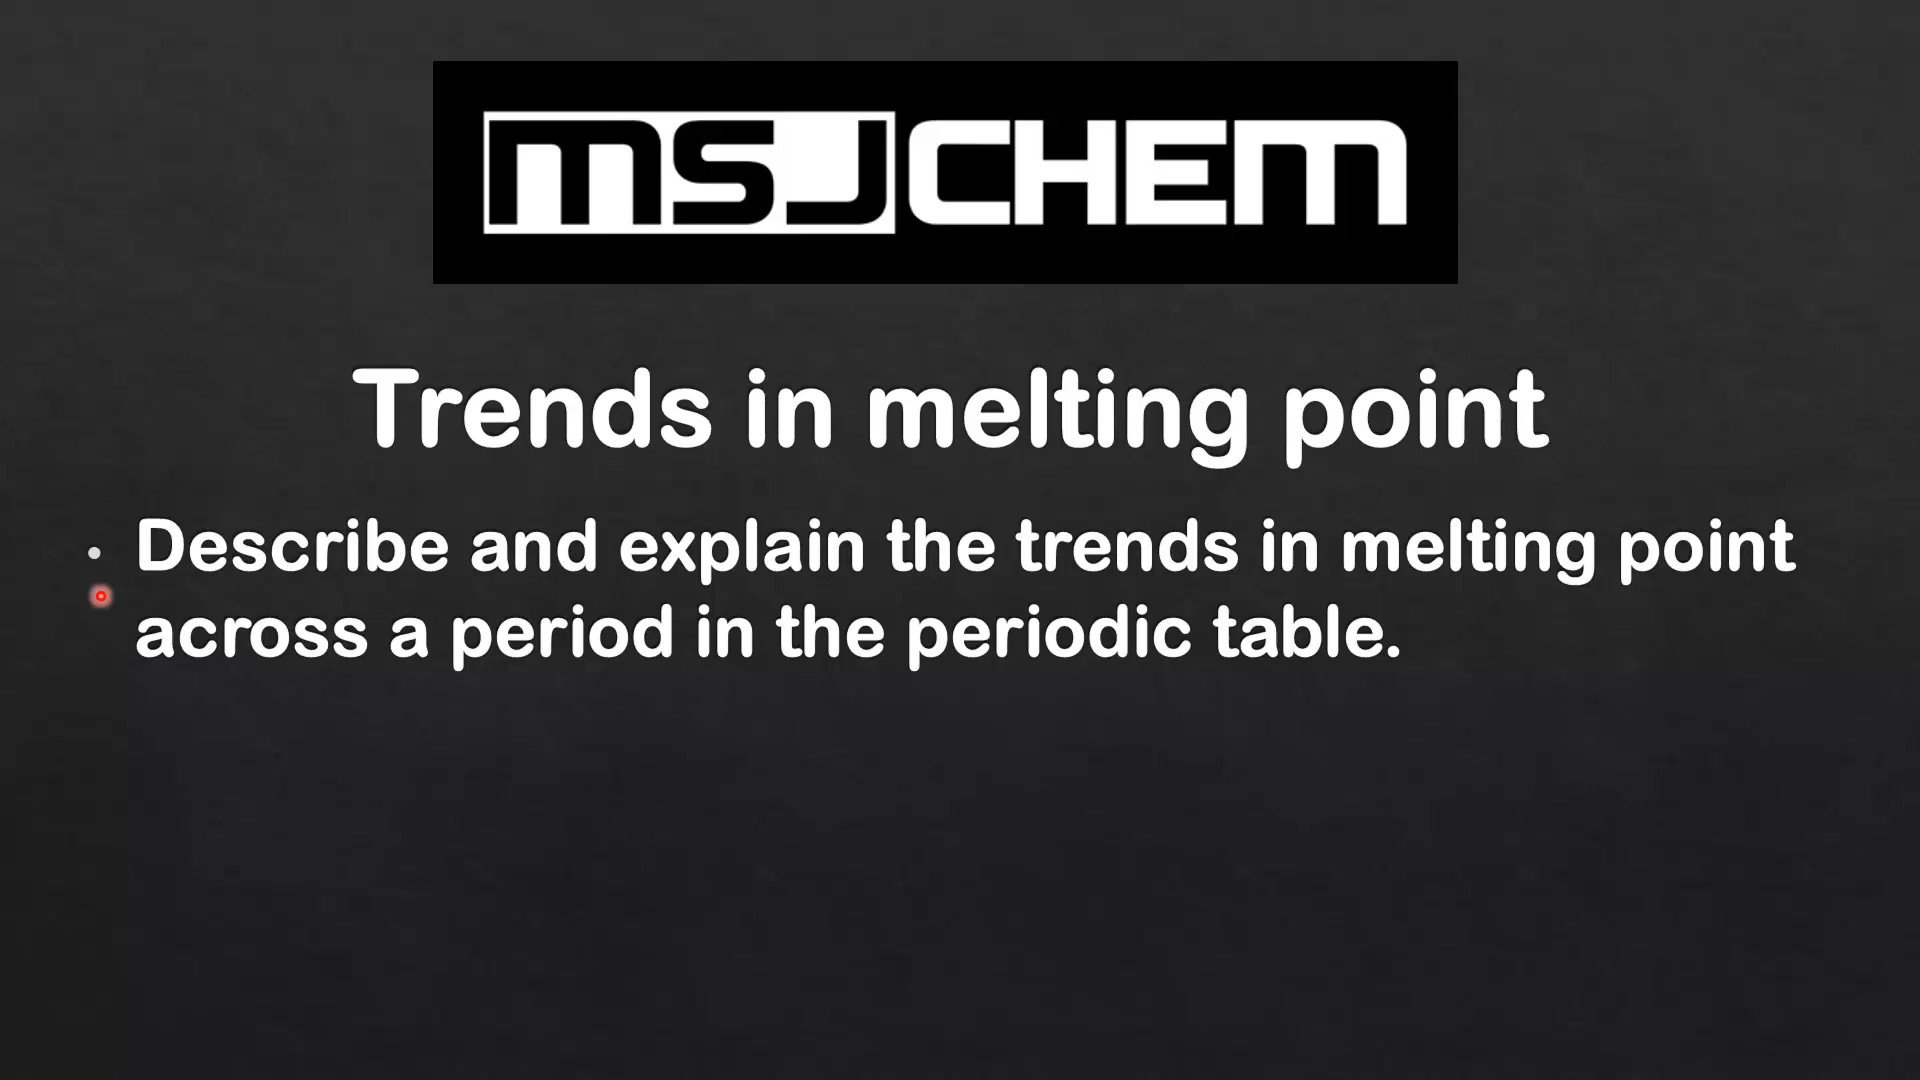 MSJCHEM
Trends in melting point
• Describe and explain the trends in melting point
across a period in the periodic table.